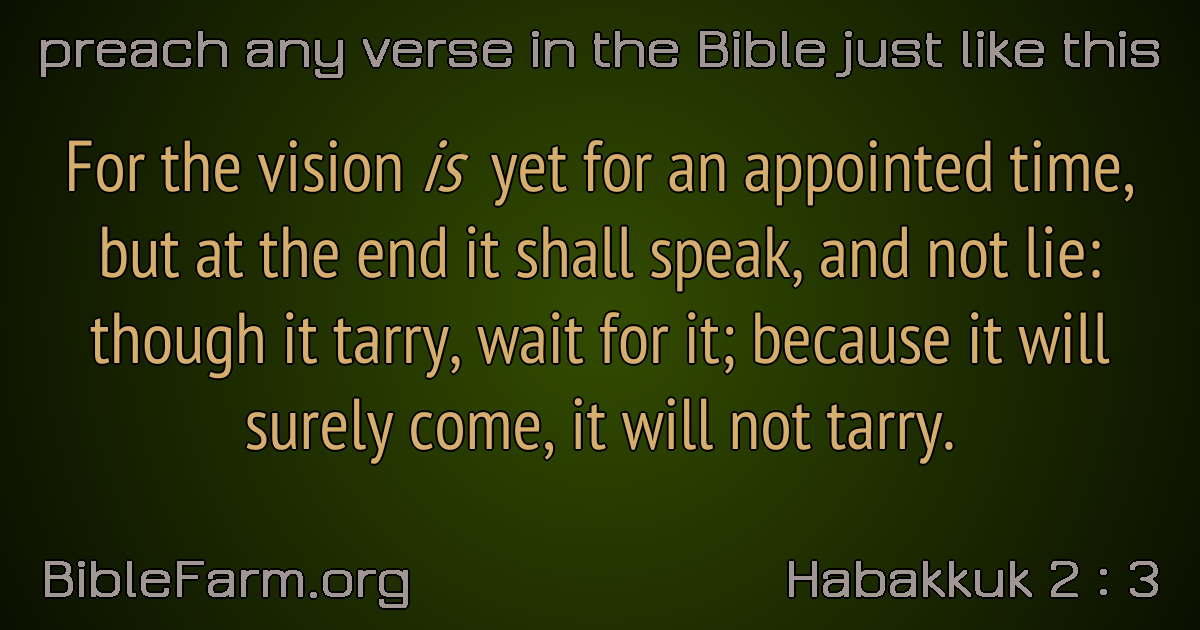 preach any verse in the Bible just like this
For the vision is yet for an appointed time,
but at the end it shall speak, and not lie:
though it tarry, wait for it; because it will
surely come, it will not tarry.
BibleFarm.org
Habakkuk 2 : 3